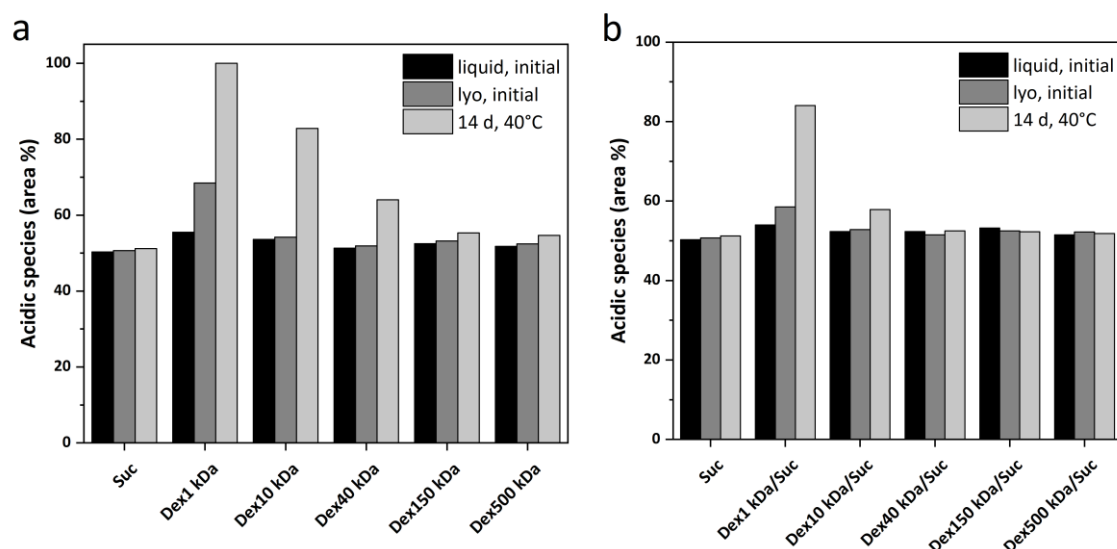 a
Acidic species (area %)
100
80
60
40
20
0
liquid, initial
lyo, initial
14 d, 40°C
Suc
Dex1 kDa
Dex10 kDa
Dex40 kDa
Dex150 kDa
Dex500 kDa
b
Acidic species (area %)
100
80
60
40
20
0
liquid, initial
lyo, initial
14 d, 40°C
Suc
Dex1 kDa/Suc
Dex10 kDa/Suc
Dex40 kDa/Suc
Dex150 kDa/Suc
Dex500 kDa/Suc